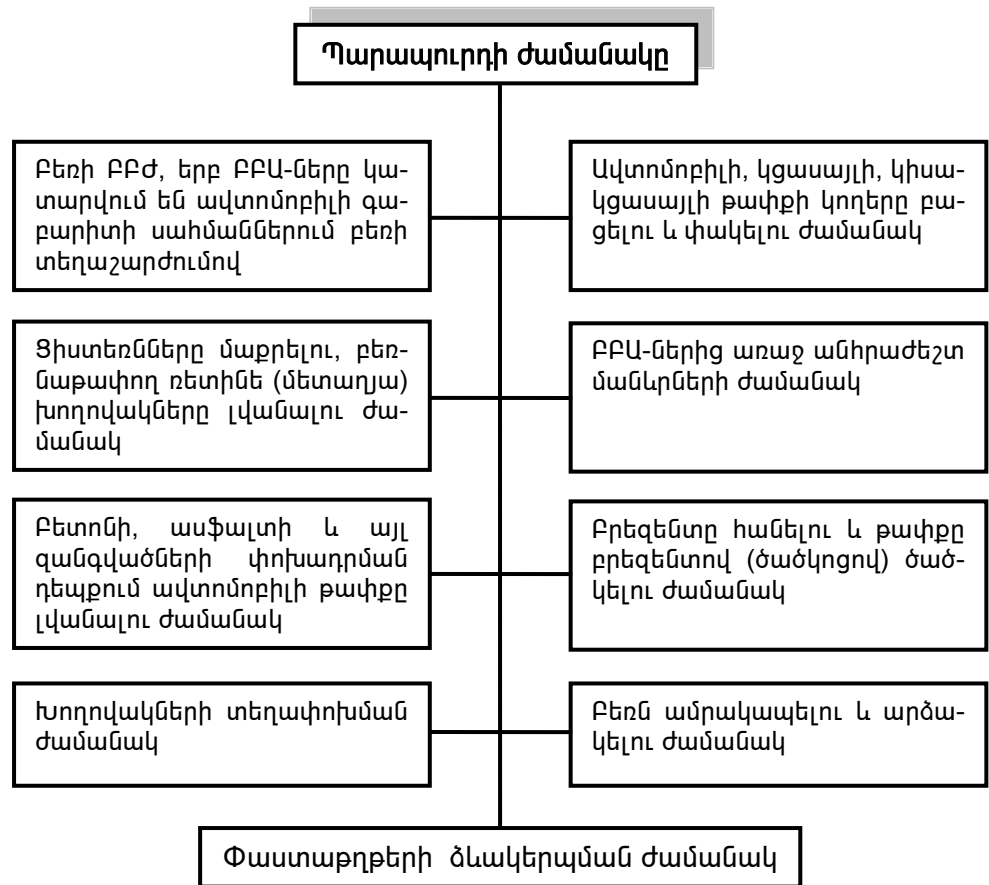 Պարապուրդի ժամանակը
Բեռի ԲԲԺ, երբ ԲԲԱ-ները կա-
տարվում են ավտոմոբիլի գա-
բարիտի սահմաններում բեռի
տեղաշարժումով
Ավտոմոբիլի, կցասայլի, կիսա-
կցասայլի թափքի կողերը բա-
ցելու և փակելու ժամանակ
Ցիստեռնները մաքրելու, բեռ-
նաթափող ռետինե (մետաղյա)
խողովակները լվանալու ժա-
մանակ
ԲԲԱ-ներից առաջ անհրաժեշտ
մանևրների ժամանակ
Բետոնի, ասֆալտի և այլ
զանգվածների փոխադրման
դեպքում ավտոմոբիլի թափքը
լվանալու ժամանակ
Բրեզենտը հանելու և թափքը
բրեզենտով (ծածկոցով) ծած-
կելու ժամանակ
Խողովակների տեղափոխման
ժամանակ
Բեռն ամրակապելու և արձա-
կելու ժամանակ
Փաստաթղթերի ձևակերպման ժամանակ